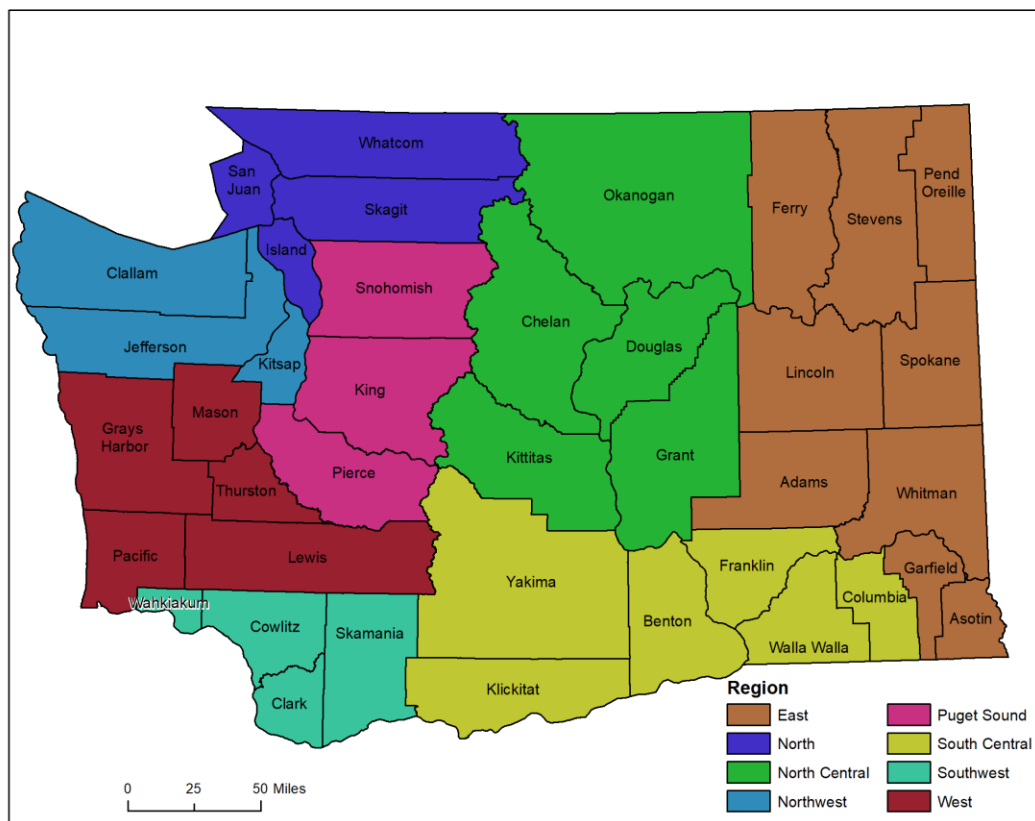 Whatcom
San
Juan
Skagit
Okanogan
Ferry
Stevens
Pend
Oreille
Island
Clallam
Snohomish
Chelan
Jefferson
Kitsap
Douglas
Lincoln
Spokane
King
Mason
Grays
Harbor
Kittitas
Grant
Pierce
Thurston
Adams
Whitman
Pacific
Lewis
Yakima
Franklin
Garfield
Columbia
Wahkiakum
Cowlitz
Skamania
Benton
Walla Walla
Asotin
Clark
Klickitat
Region
East
Puget Sound
North
South Central
North Central
Southwest
Northwest
West
0 25 50 Miles